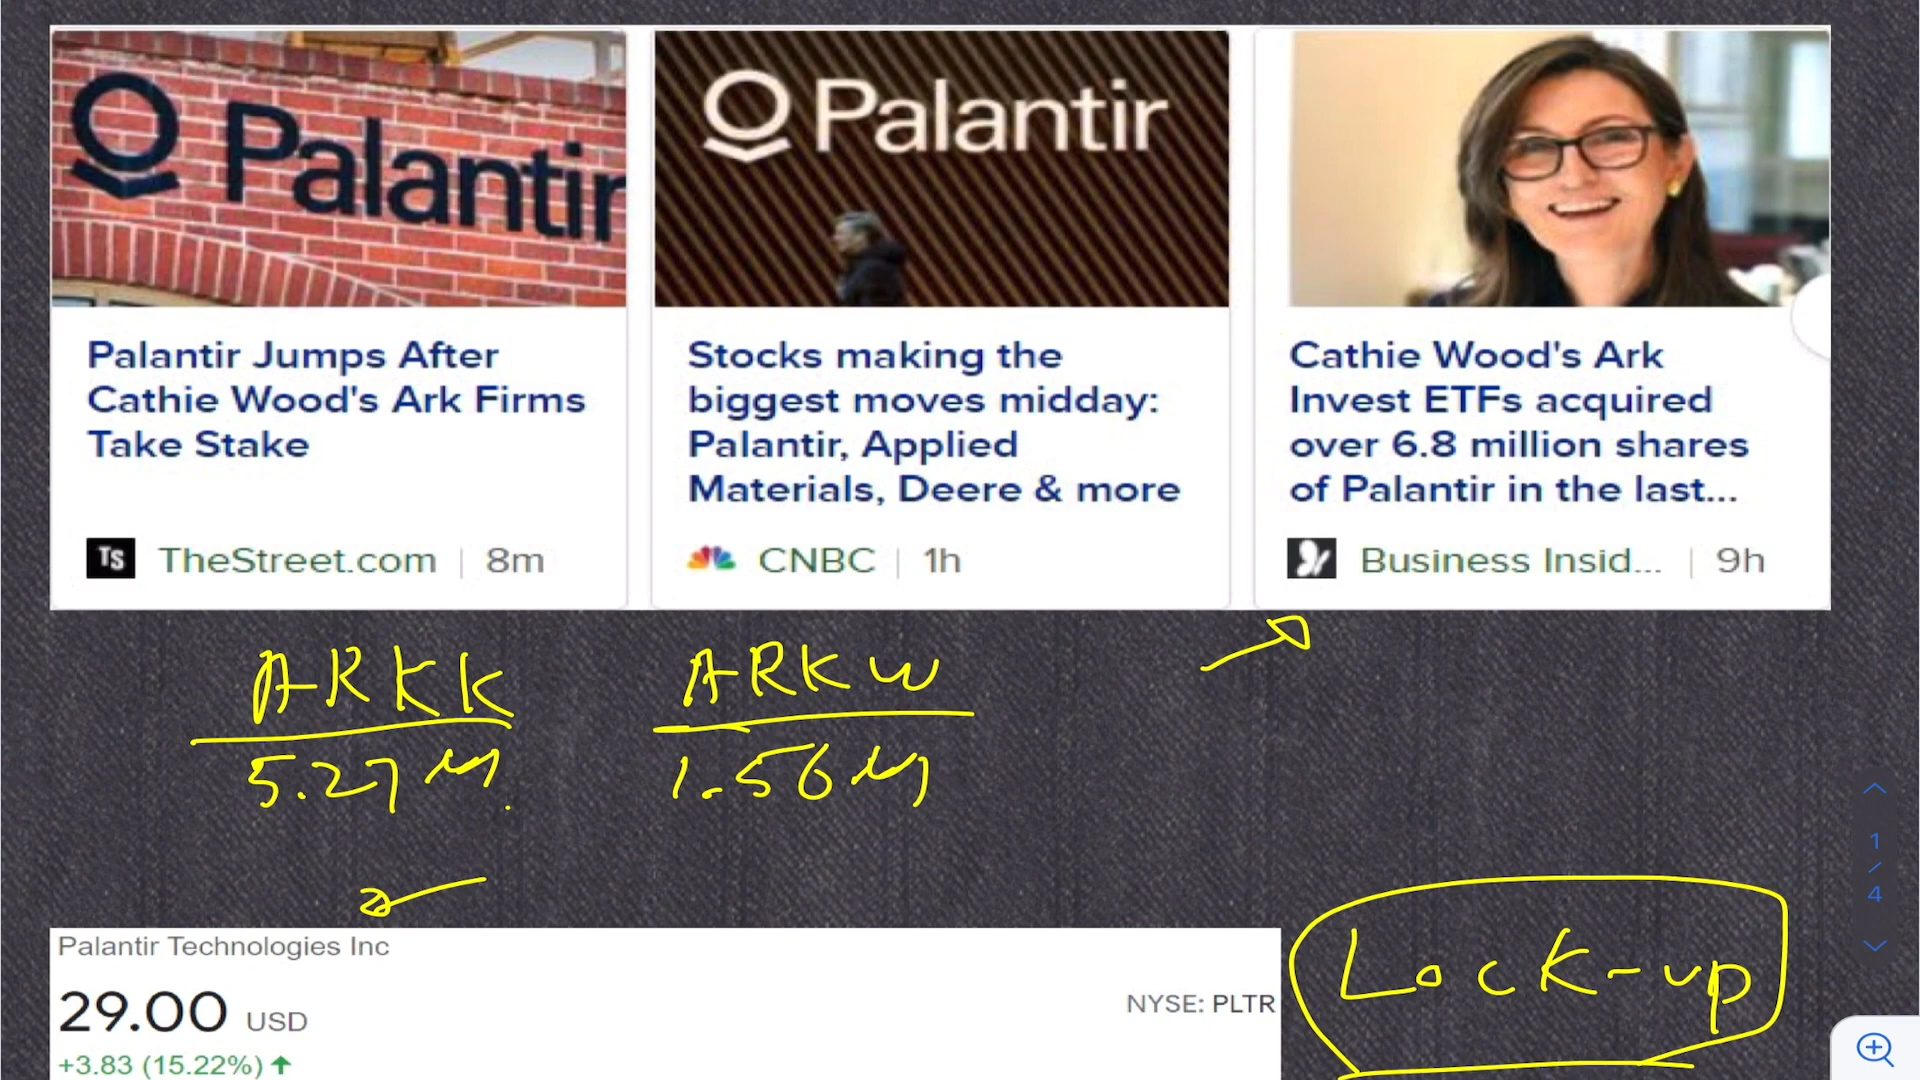 Palantir
Palantir
Palantir Jumps After
Cathie Wood's Ark Firms
Take Stake
Ts TheStreet.com | 8m
Stocks making the
biggest moves midday:
Palantir, Applied
Materials, Deere & more
CNBC | 1h
Cathie Wood's Ark
Invest ETFs acquired
over 6.8 million shares
of Palantir in the last...
Business Insid... | 9h
ARKK
5.27M
ARKW
1.56M
Palantir Technologies Inc
29.00 USD
NYSE: PLTR
+3.83 (15.22%)
Lock-up
1
/
4